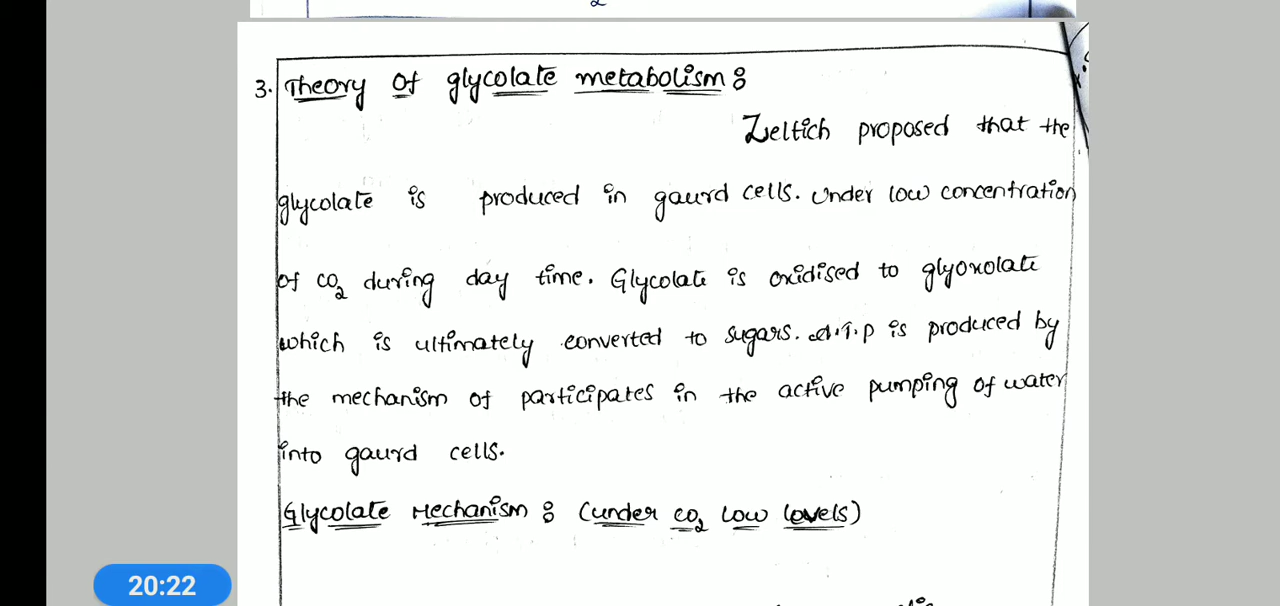 3. Theory of glycolate metabolism :
Zeltich proposed that the
glycolate is produced in gaurd cells. Under low concentration
of CO2 during day time. Glycolate is oxidised to glyoxolate
which is ultimately converted to sugars. A.T.P is produced by
the mechanism of participates in the active pumping of water
into gaurd cells.
Glycolate Mechanism : (under CO2 low levels)
20:22